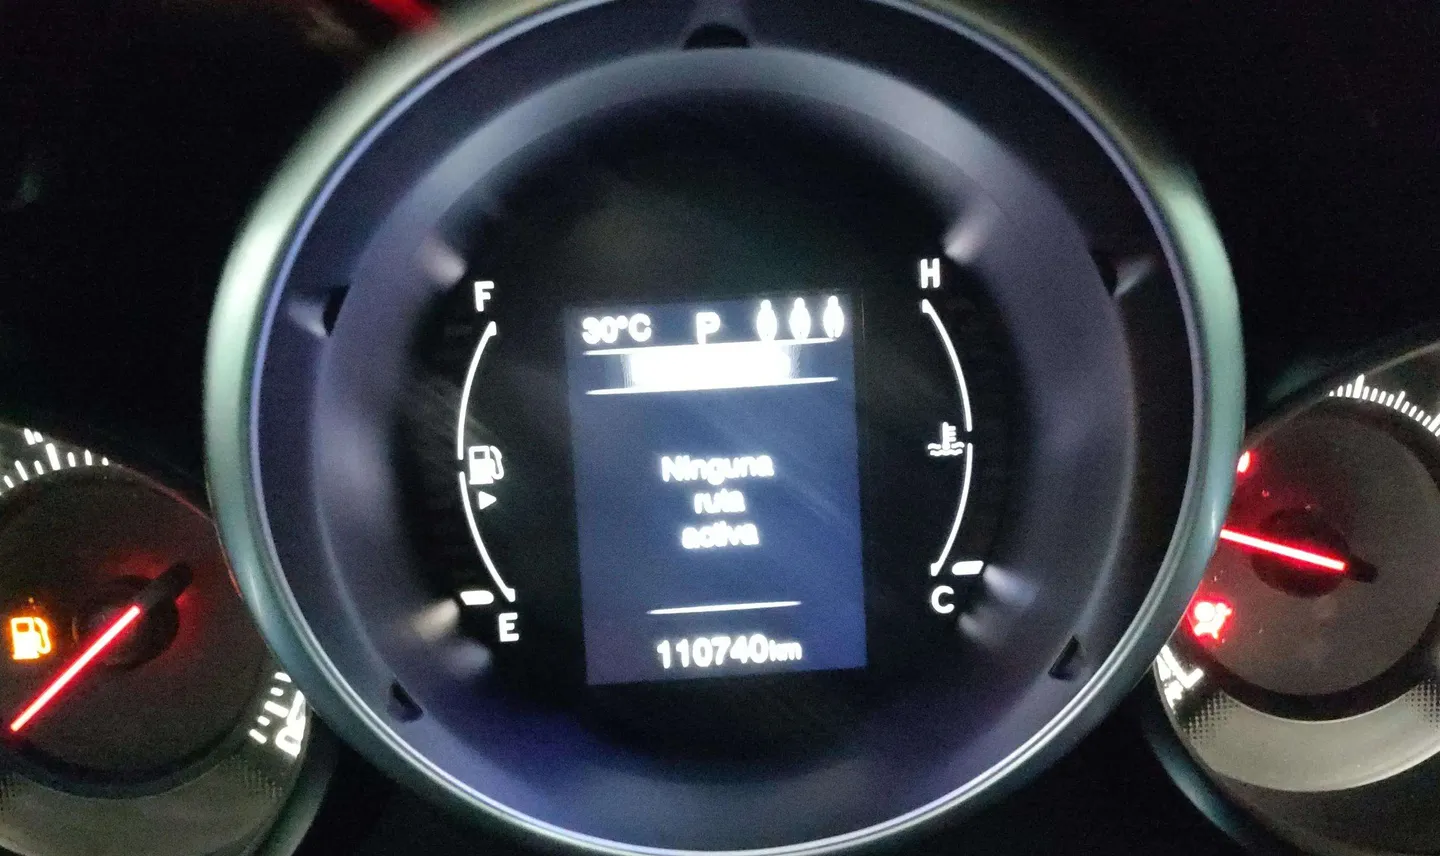 F
H
30°C P
Ninguna
ruta
activa
E
C
110740km